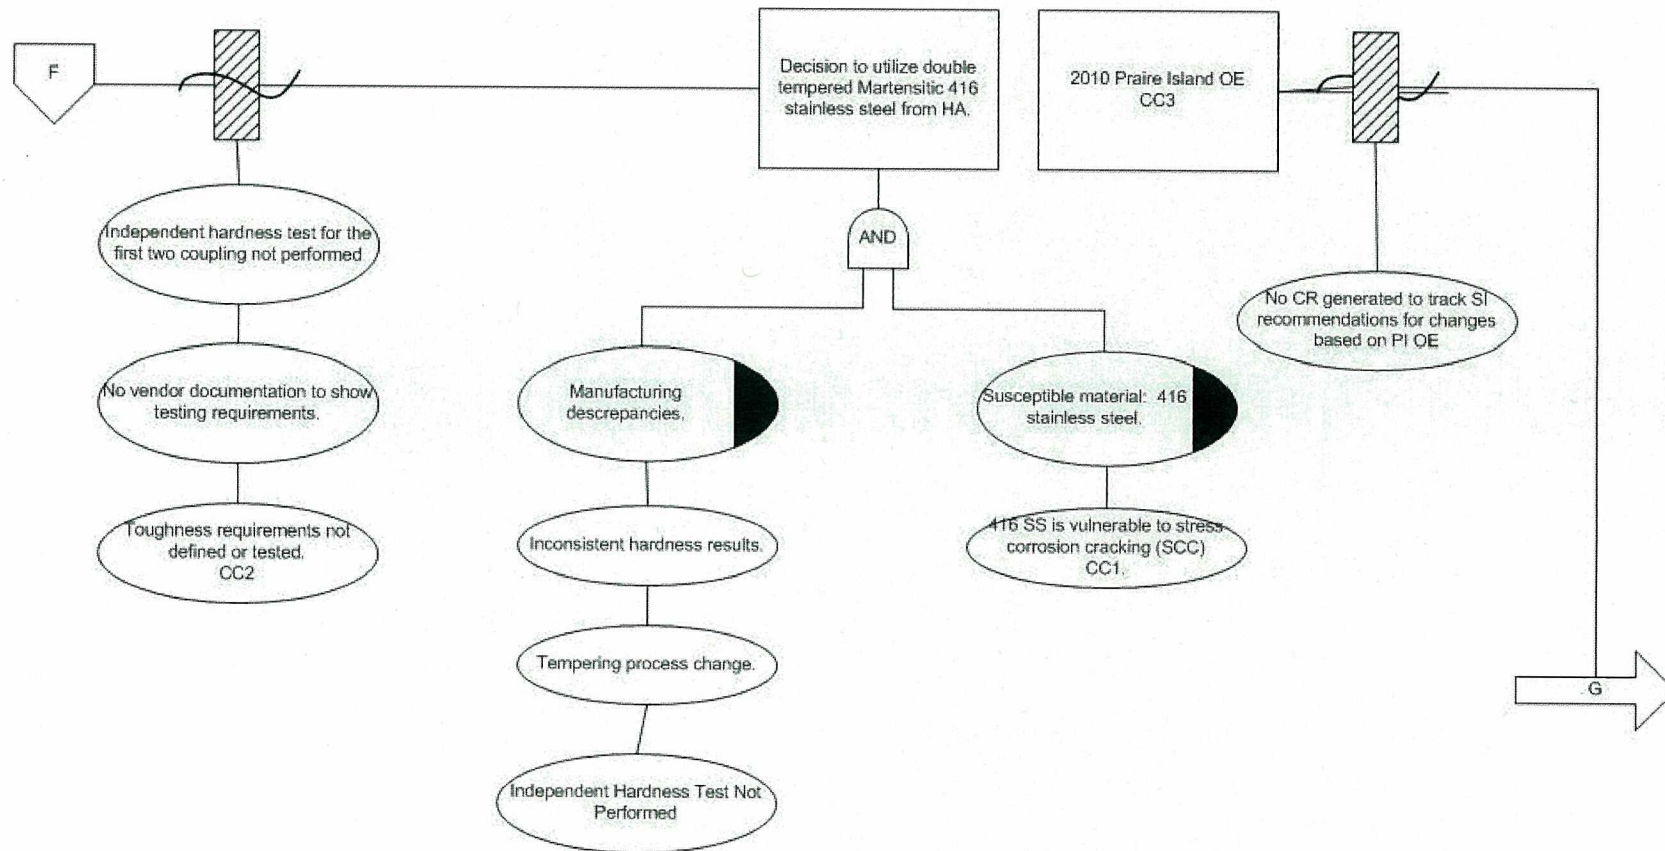 F
Decision to utilize double
tempered Martensitic 416
stainless steel from HA.
2010 Praire Island OE
CC3
AND
Independent hardness test for the
first two coupling not performed
No vendor documentation to show
testing requirements.
Toughness requirements not
defined or tested.
CC2
Manufacturing
descrepancies.
Inconsistent hardness results.
Tempering process change.
Independent Hardness Test Not
Performed
Susceptible material: 416
stainless steel.
416 SS is vulnerable to stress
corrosion cracking (SCC)
CC1.
No CR generated to track SI
recommendations for changes
based on PI OE
G